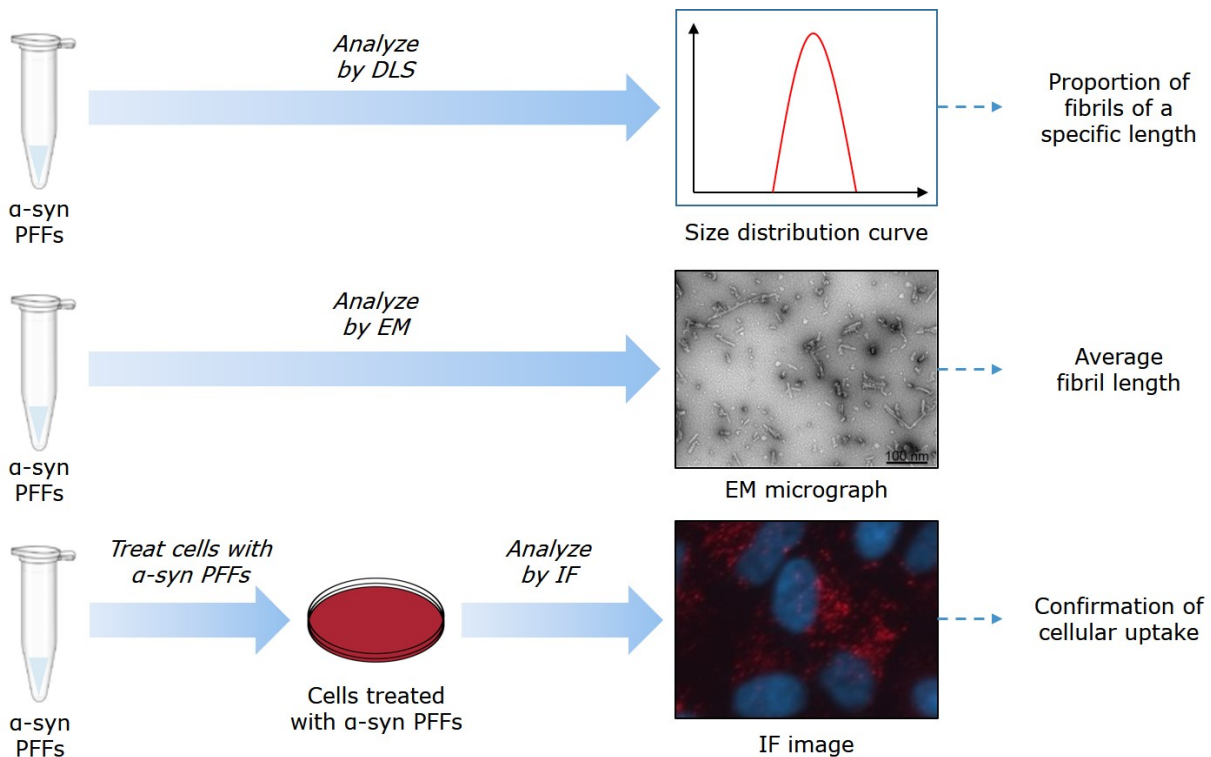 Analyze
by DLS
Proportion of
fibrils of a
specific length
α-syn
PFFs
Size distribution curve
Analyze
by EM
Average
fibril length
100 nm
α-syn
PFFs
EM micrograph
Treat cells with
α-syn PFFs
Analyze
by IF
Confirmation of
cellular uptake
Cells treated
with α-syn PFFs
α-syn
PFFs
IF image